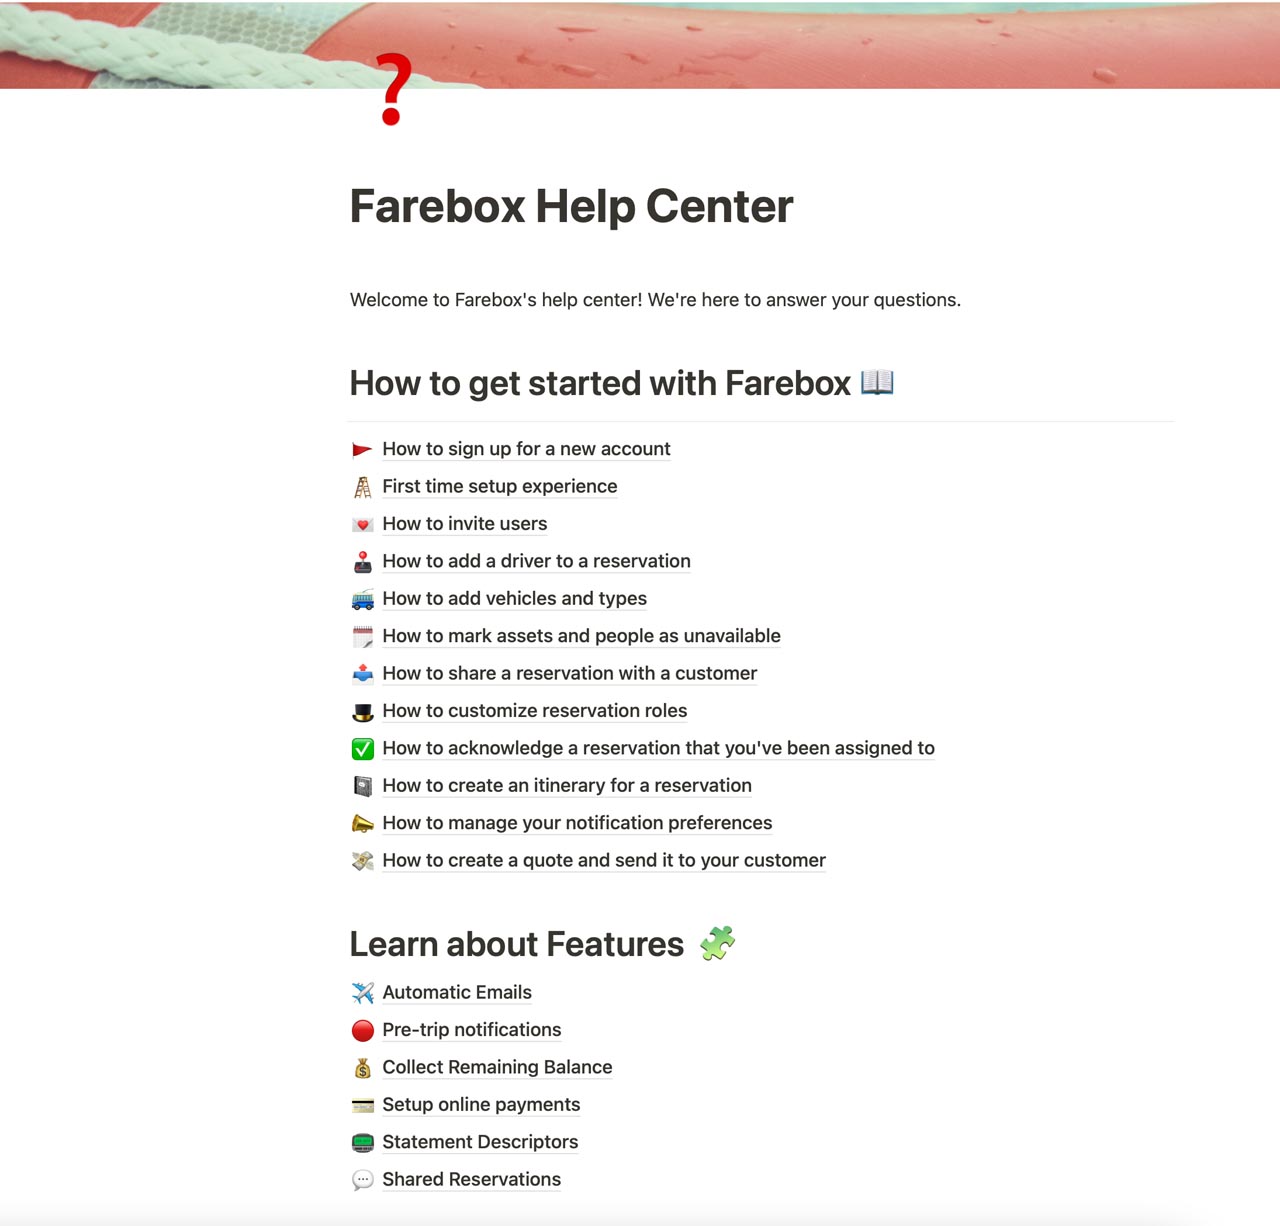 Farebox Help Center
Welcome to Farebox's help center! We're here to answer your questions.
How to get started with Farebox 📖
How to sign up for a new account
First time setup experience
How to invite users
How to add a driver to a reservation
How to add vehicles and types
How to mark assets and people as unavailable
How to share a reservation with a customer
How to customize reservation roles
How to acknowledge a reservation that you've been assigned to
How to create an itinerary for a reservation
How to manage your notification preferences
How to create a quote and send it to your customer
Learn about Features 🧩
Automatic Emails
Pre-trip notifications
Collect Remaining Balance
Setup online payments
Statement Descriptors
Shared Reservations